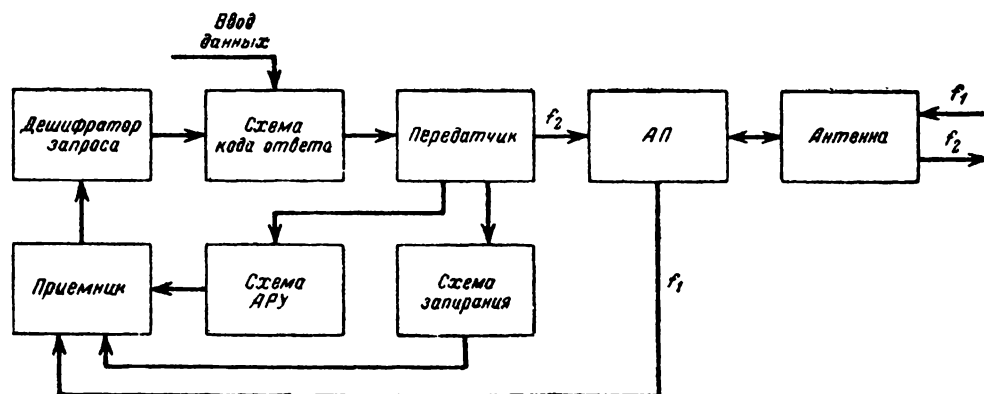 Ввод
данных
Дешифратор
запроса
Схема
кода ответа
Передатчик
f₂
АП
Антенна
f₁
f₂
Приемник
Схема
АРУ
Схема
запирания
f₁